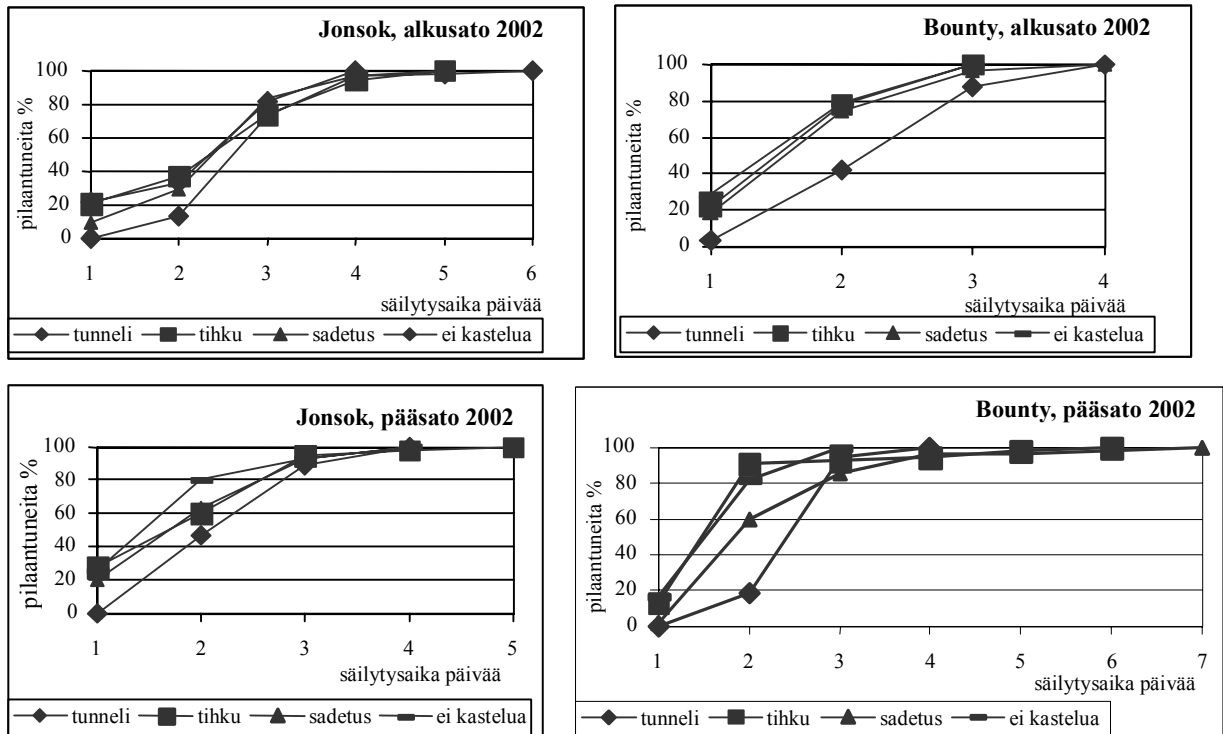 Jonsok, alkusato 2002
pilaantuneita %
100
80
60
40
20
0
1 2 3 4 5 6
säilytysaika päivää
tunneli tihku sadetus ei kastelua
Bounty, alkusato 2002
pilaantuneita %
100
80
60
40
20
0
1 2 3 4
säilytysaika päivää
tunneli tihku sadetus ei kastelua
Jonsok, pääsato 2002
pilaantuneita %
100
80
60
40
20
0
1 2 3 4 5
säilytysaika päivää
tunneli tihku sadetus ei kastelua
Bounty, pääsato 2002
pilaantuneita %
100
80
60
40
20
0
1 2 3 4 5 6 7
säilytysaika päivää
tunneli tihku sadetus ei kastelua